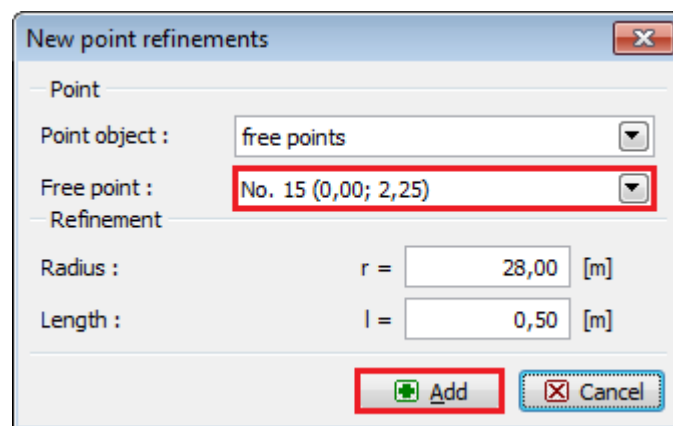 New point refinements
Point
Point object : free points
Free point : No. 15 (0,00; 2,25)
Refinement
Radius : r = 28,00 [m]
Length : l = 0,50 [m]
Add Cancel